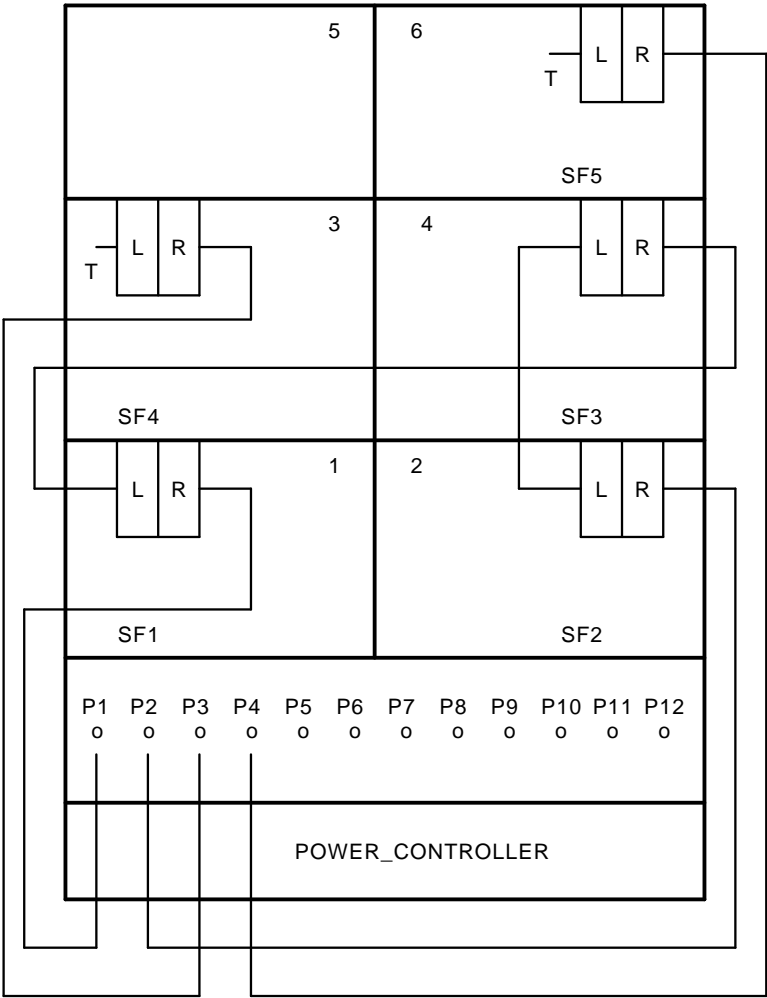 5 6
L R
T
SF5
3 4
L R L R
T
SF4 SF3
1 2
L R L R
SF1 SF2
P1 P2 P3 P4 P5 P6 P7 P8 P9 P10 P11 P12
o o o o o o o o o o o o
POWER_CONTROLLER